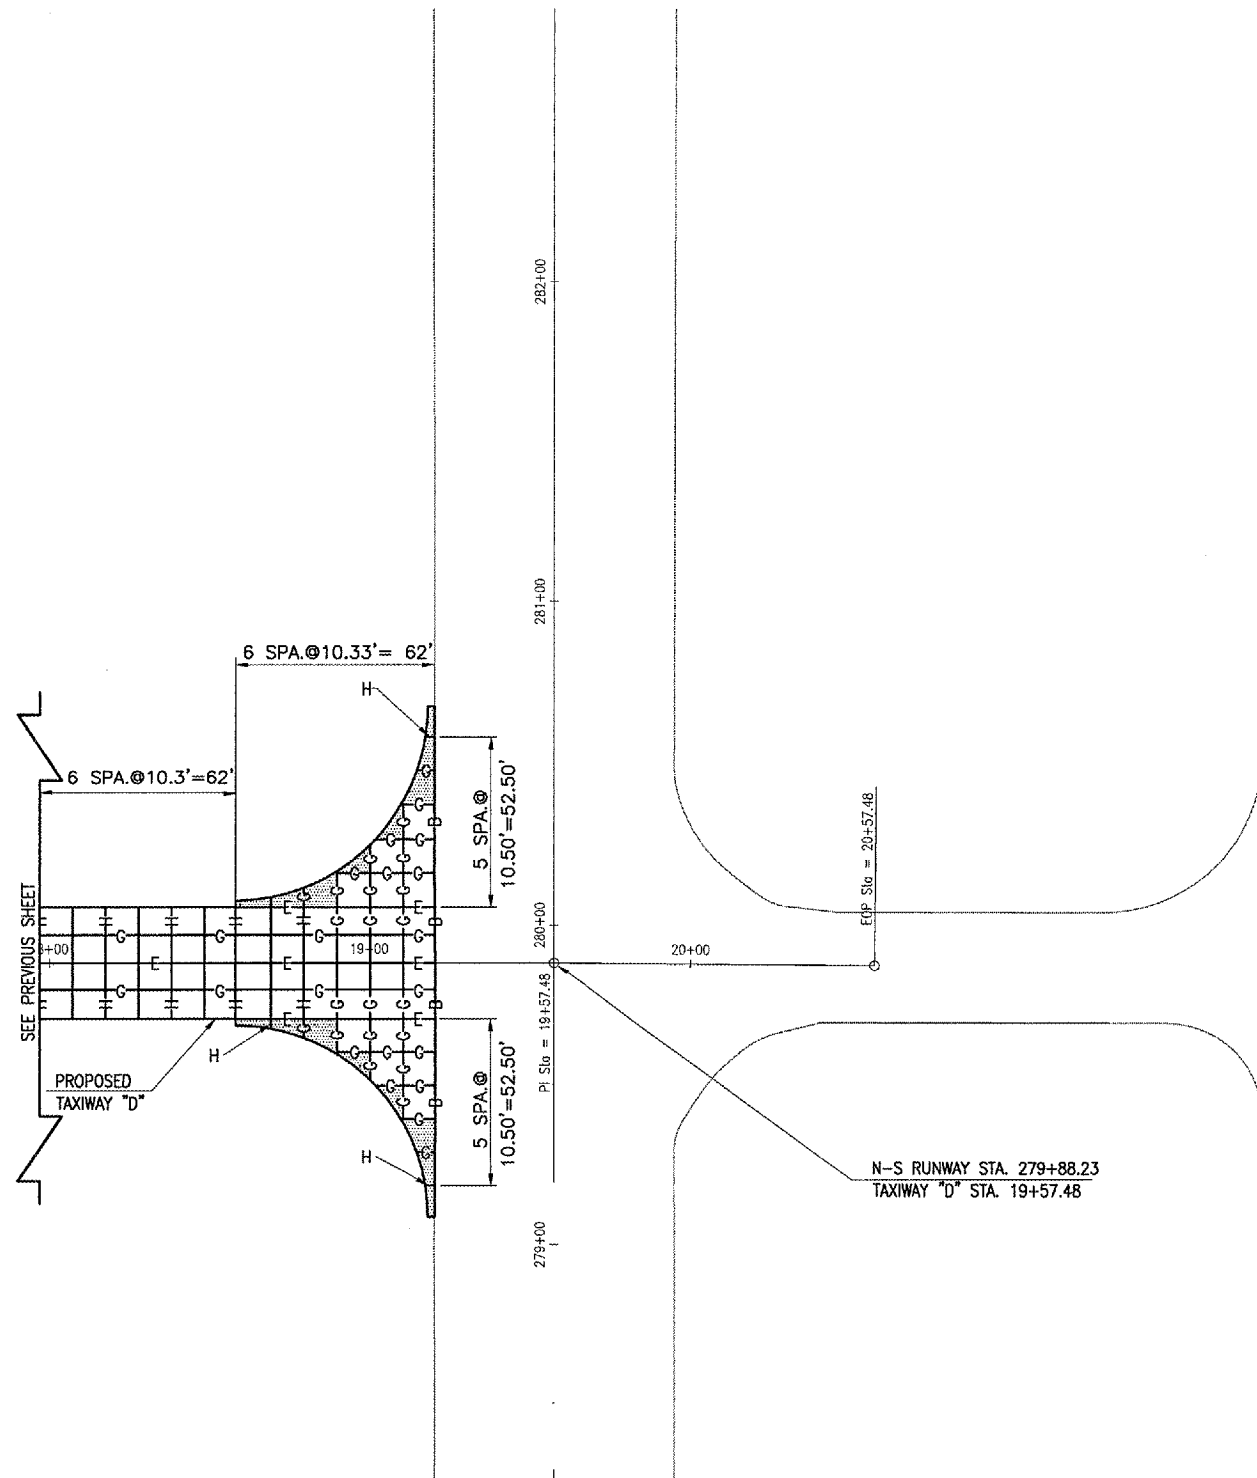 282+00
281+00
6 SPA.@10.33'= 62'
H
6 SPA.@10.3'=62'
5 SPA.@
10.50'=52.50'
EOP Sta = 20+57.48
SEE PREVIOUS SHEET
280+00
+00
19+00
20+00
G G G G G G G G
E E E E E
B B B B
PI Sta = 19+57.48
H
PROPOSED
TAXIWAY "D"
5 SPA.@
10.50'=52.50'
H
N-S RUNWAY STA. 279+88.23
TAXIWAY "D" STA. 19+57.48
279+00